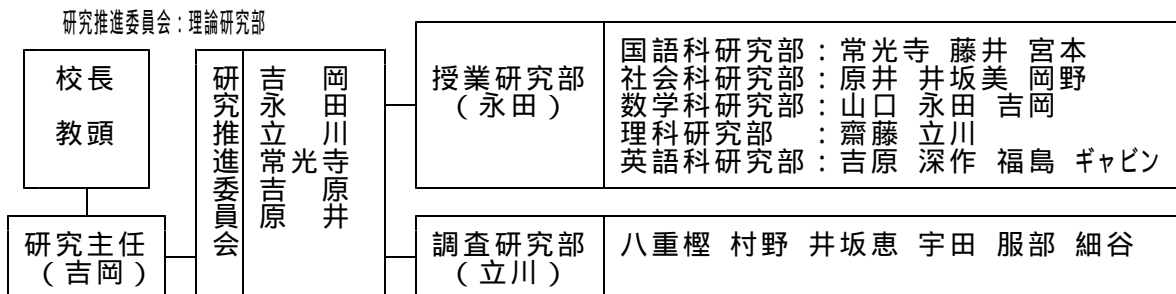 研究推進委員会：理論研究部
校長
教頭
研究主任
（吉岡）
研究推進委員会
吉岡
永田
立川
常光寺
吉原
原井
授業研究部
（永田）
国語科研究部：常光寺 藤井 宮本
社会科研究部：原井 井坂美 岡野
数学科研究部：山口 永田 吉岡
理科研究部 ：齋藤 立川
英語科研究部：吉原 深作 福島 ギャビン
調査研究部
（立川）
八重樫 村野 井坂恵 宇田 服部 細谷